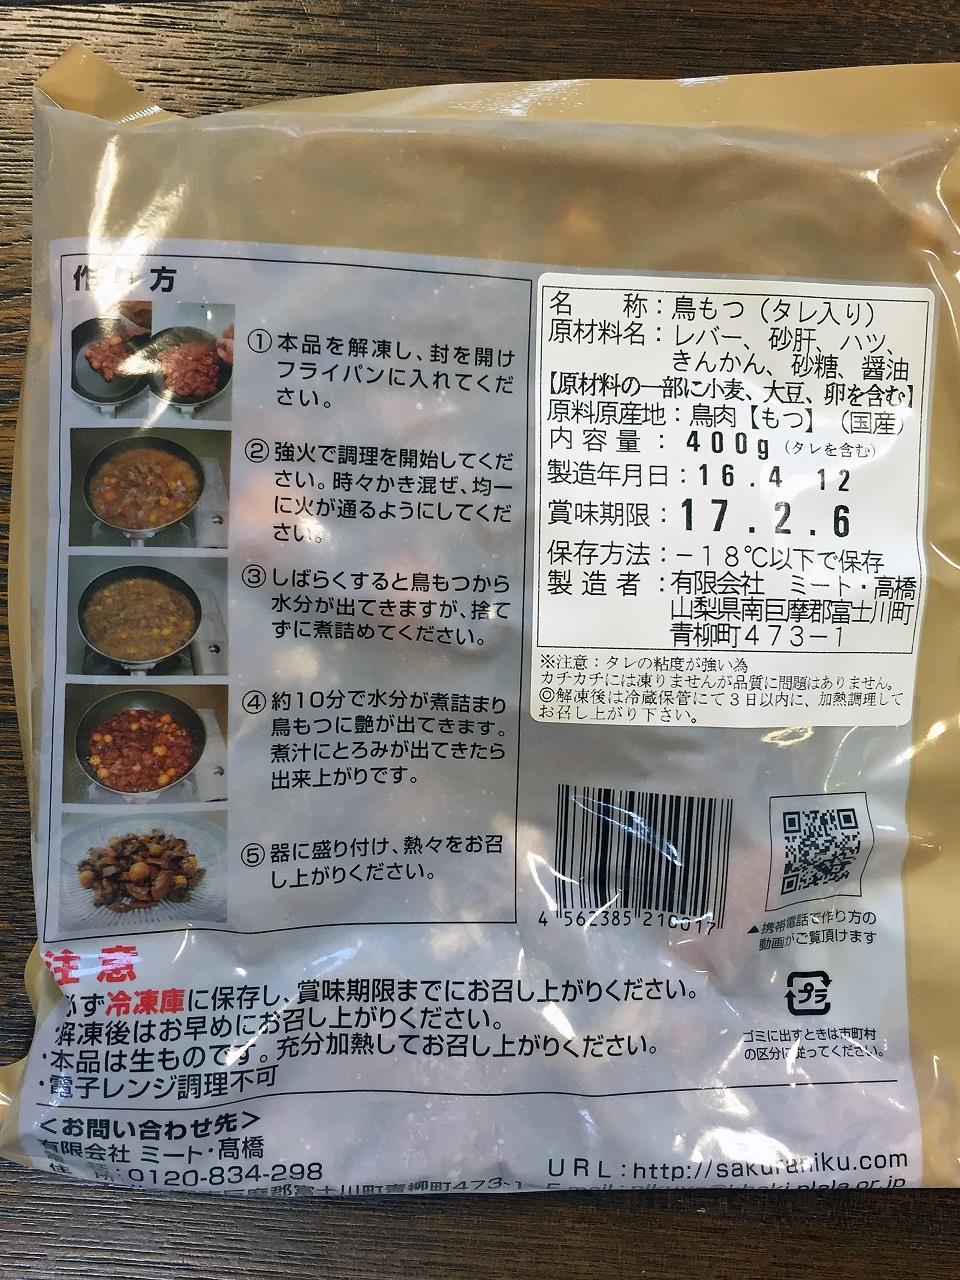 作り方
①本品を解凍し、封を開け
フライパンに入れてくだ
さい。
②強火で調理を開始してくだ
さい。時々かき混ぜ、均一
に火が通るようにしてくだ
さい。
③しばらくすると鳥もつから
水分が出てきますが、捨て
ずに煮詰めてください。
④約10分で水分が煮詰まり
鳥もつに艶が出てきます。
煮汁にとろみが出てきたら
出来上がりです。
⑤器に盛り付け、熱々をお召
し上がりください。
名　　称：鳥もつ（タレ入り）
原材料名：レバー、砂肝、ハツ、
きんかん、砂糖、醤油
【原材料の一部に小麦、大豆、卵を含む】
原料原産地：鳥肉【もつ】（国産）
内容量：400g（タレを含む）
製造年月日：16.4 12
賞味期限：17.2.6
保存方法：－18℃以下で保存
製造者：有限会社　ミート・高橋
山梨県南巨摩郡富士川町
青柳町473－1
※注意：タレの粘度が強い為
カチカチには凍りませんが品質に問題はありません。
◎解凍後は冷蔵保管にて3日以内に、加熱調理して
お召し上がり下さい。
4 562385 210017
▲携帯電話で作り方の
動画がご覧頂けます
プラ
ゴミに出すときは市町村
の区分に従ってください。
注意
必ず冷凍庫に保存し、賞味期限までにお召し上がりください。
解凍後はお早めにお召し上がりください。
・本品は生ものです。充分加熱してお召し上がりください。
・電子レンジ調理不可
＜お問い合わせ先＞
有限会社 ミート・髙橋
0120-834-298
URL：http://sakuraniku.com
郡富士川町青柳町473-1